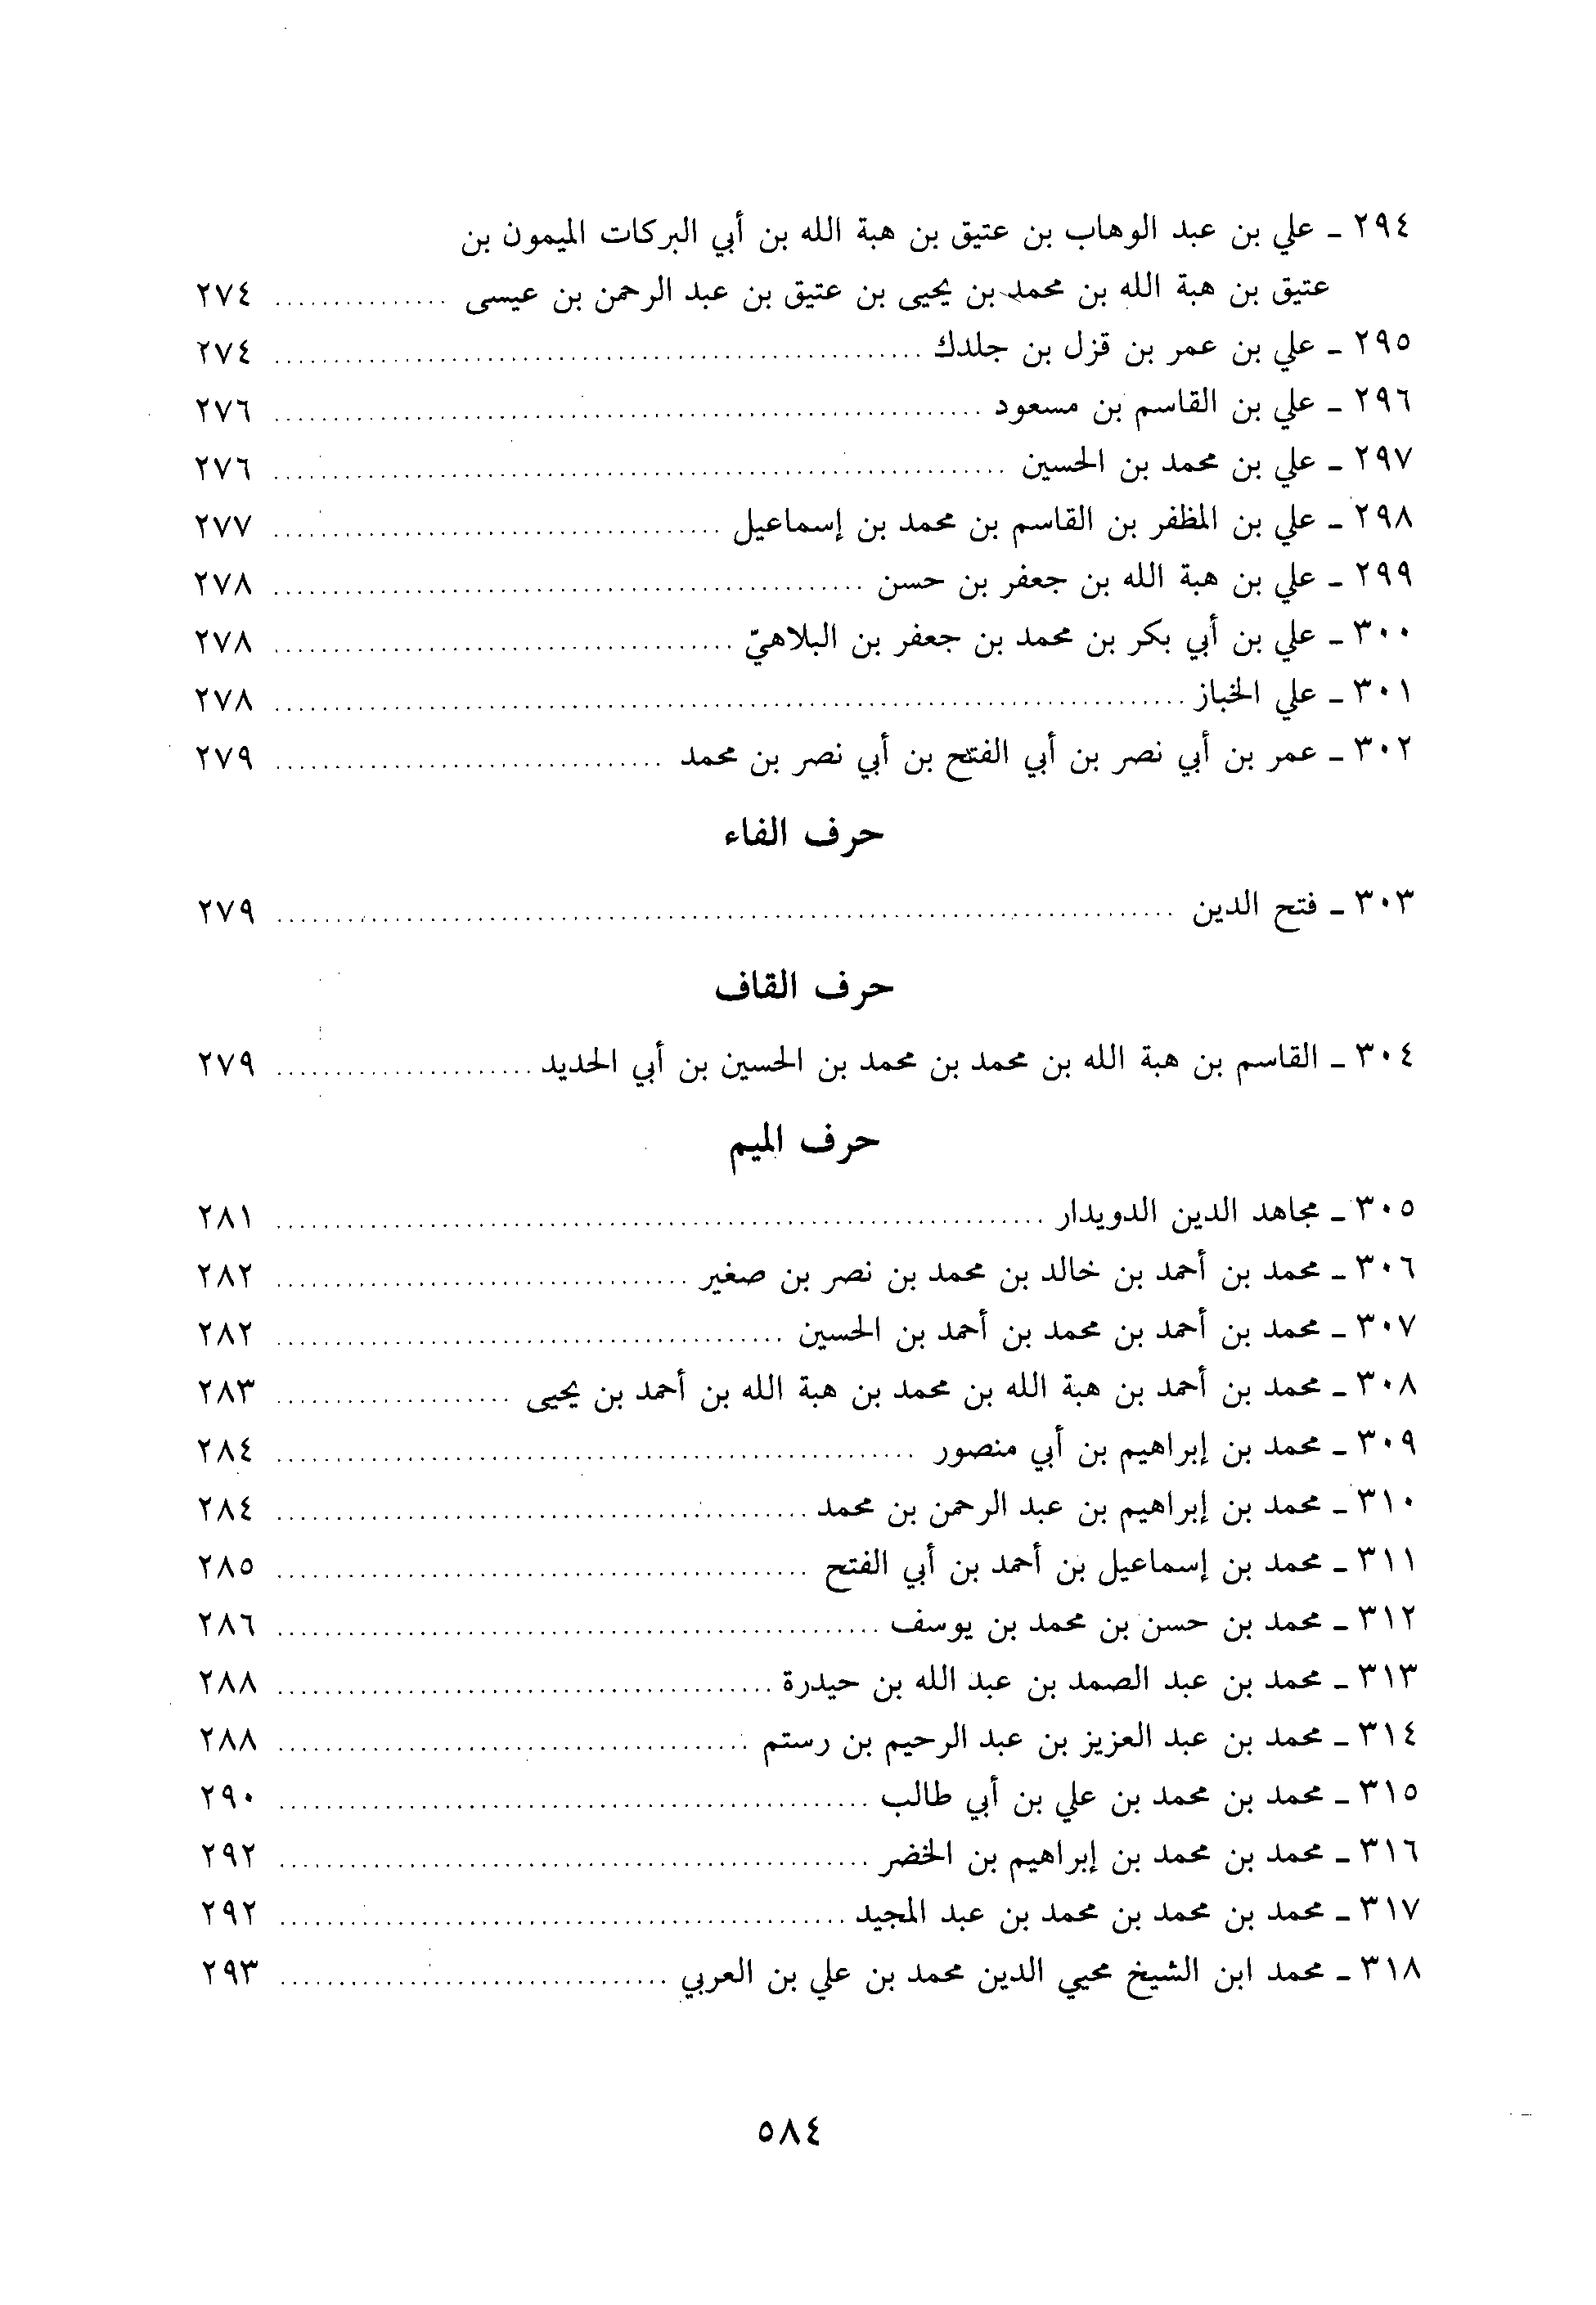 ٢٩٤ ـ علي بن عبد الوهاب بن عتيق بن هبة الله بن أبي البركات الميمون بن
عتيق بن هبة الله بن محمد بن يحيى بن عتيق بن عبد الرحمن بن عيسى ............... ٢٧٤
٢٩٥ ـ علي بن عمر بن قزل بن جلدك ............... ٢٧٤
٢٩٦ ـ علي بن القاسم بن مسعود ............... ٢٧٦
٢٩٧ ـ علي بن محمد بن الحسين ............... ٢٧٦
٢٩٨ ـ علي بن المظفر بن القاسم بن محمد بن إسماعيل ............... ٢٧٧
٢٩٩ ـ علي بن هبة الله بن جعفر بن حسن ............... ٢٧٨
٣٠٠ ـ علي بن أبي بكر بن محمد بن جعفر بن البلاهيّ ............... ٢٧٨
٣٠١ ـ علي الخباز ............... ٢٧٨
٣٠٢ ـ عمر بن أبي نصر بن أبي الفتح بن أبي نصر بن محمد ............... ٢٧٩
حرف الفاء
٣٠٣ ـ فتح الدين ............... ٢٧٩
حرف القاف
٣٠٤ ـ القاسم بن هبة الله بن محمد بن محمد بن الحسين بن أبي الحديد ............... ٢٧٩
حرف الميم
٣٠٥ ـ مجاهد الدين الدويدار ............... ٢٨١
٣٠٦ ـ محمد بن أحمد بن خالد بن محمد بن نصر بن صغير ............... ٢٨٢
٣٠٧ ـ محمد بن أحمد بن محمد بن أحمد بن الحسين ............... ٢٨٢
٣٠٨ ـ محمد بن أحمد بن هبة الله بن محمد بن هبة الله بن أحمد بن يحيى ............... ٢٨٣
٣٠٩ ـ محمد بن إبراهيم بن أبي منصور ............... ٢٨٤
٣١٠ ـ محمد بن إبراهيم بن عبد الرحمن بن محمد ............... ٢٨٤
٣١١ ـ محمد بن إسماعيل بن أحمد بن أبي الفتح ............... ٢٨٥
٣١٢ ـ محمد بن حسن بن محمد بن يوسف ............... ٢٨٦
٣١٣ ـ محمد بن عبد الصمد بن عبد الله بن حيدرة ............... ٢٨٨
٣١٤ ـ محمد بن عبد العزيز بن عبد الرحيم بن رستم ............... ٢٨٨
٣١٥ ـ محمد بن محمد بن علي بن أبي طالب ............... ٢٩٠
٣١٦ ـ محمد بن محمد بن إبراهيم بن الخضر ............... ٢٩٢
٣١٧ ـ محمد بن محمد بن محمد بن عبد المجيد ............... ٢٩٢
٣١٨ ـ محمد ابن الشيخ محيي الدين محمد بن علي بن العربي ............... ٢٩٣
٥٨٤